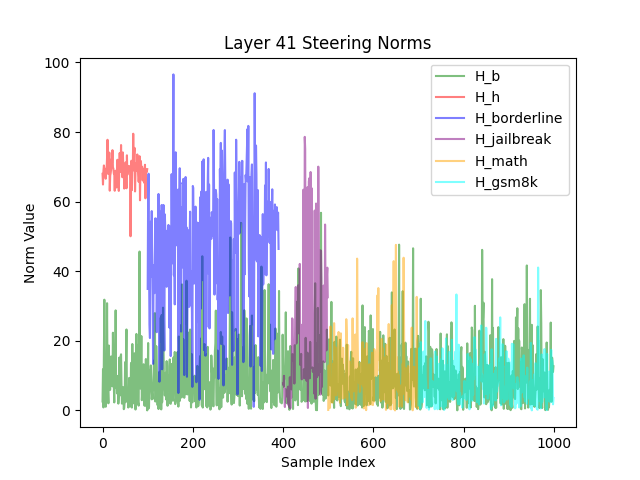 Layer 41 Steering Norms
100
80
60
40
20
0
Norm Value
H_b
H_h
H_borderline
H_jailbreak
H_math
H_gsm8k
0 200 400 600 800 1000
Sample Index